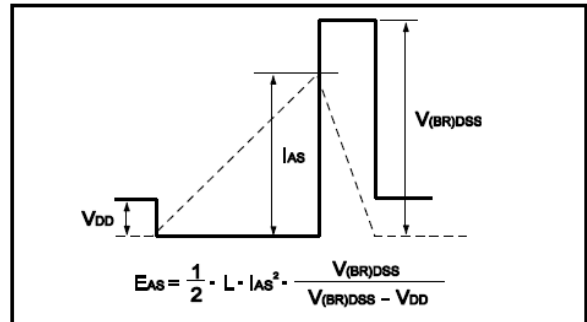 V(BR)DSS
IAS
VDD
EAS = 1/2 · L · IAS² · V(BR)DSS / (V(BR)DSS − VDD)